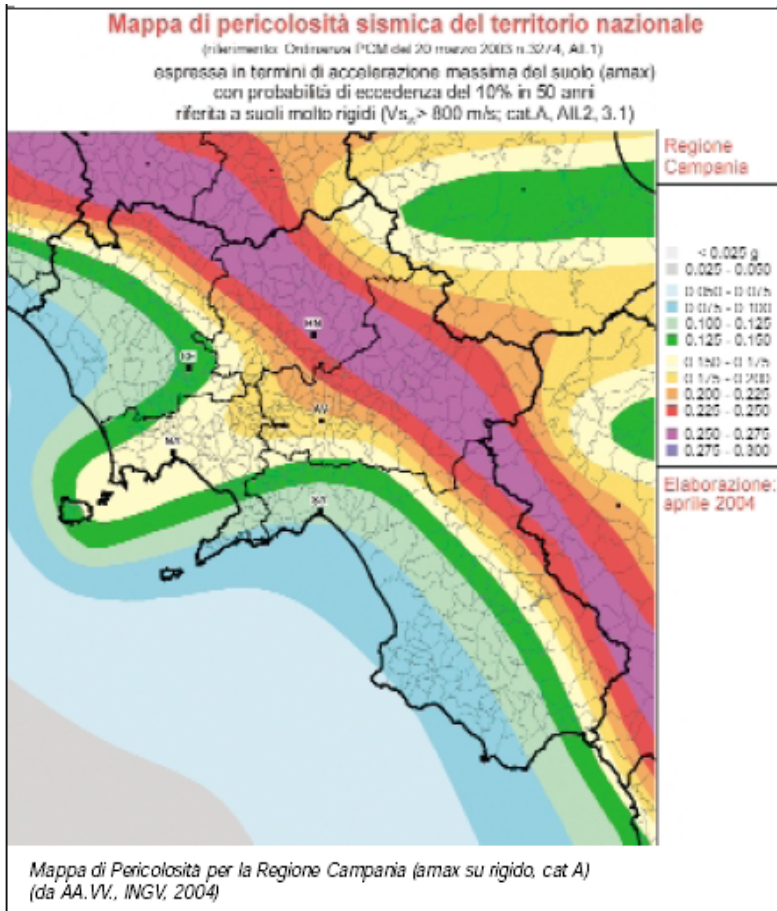 Mappa di pericolosità sismica del territorio nazionale
(riferimento: Ordinanza PCM del 20 marzo 2003 n.3274, All.1)
espressa in termini di accelerazione massima del suolo (amax)
con probabilità di eccedenza del 10% in 50 anni
riferita a suoli molto rigidi (Vs₃₀> 800 m/s; cat.A, All.2, 3.1)
Regione
Campania
< 0.025 g
0.025 - 0.050
0.050 - 0.075
0.075 - 0.100
0.100 - 0.125
0.125 - 0.150
0.150 - 0.175
0.175 - 0.200
0.200 - 0.225
0.225 - 0.250
0.250 - 0.275
0.275 - 0.300
Elaborazione:
aprile 2004
BN
CE
AV
NA
SA
Mappa di Pericolosità per la Regione Campania (amax su rigido, cat A)
(da AA.VV., INGV, 2004)